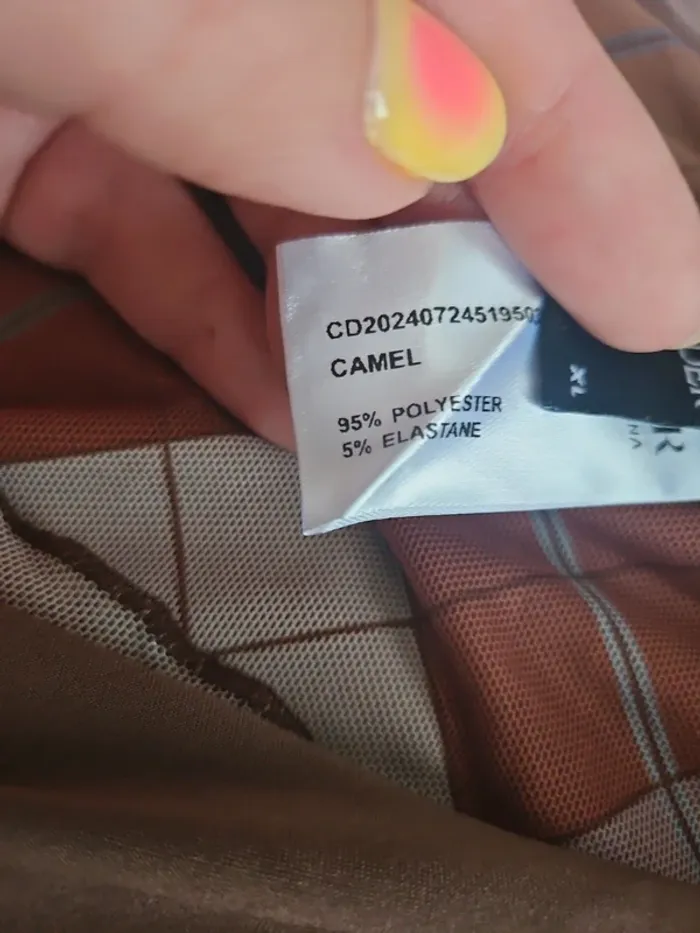 CD2024072451950
CAMEL
95% POLYESTER
5% ELASTANE
XL